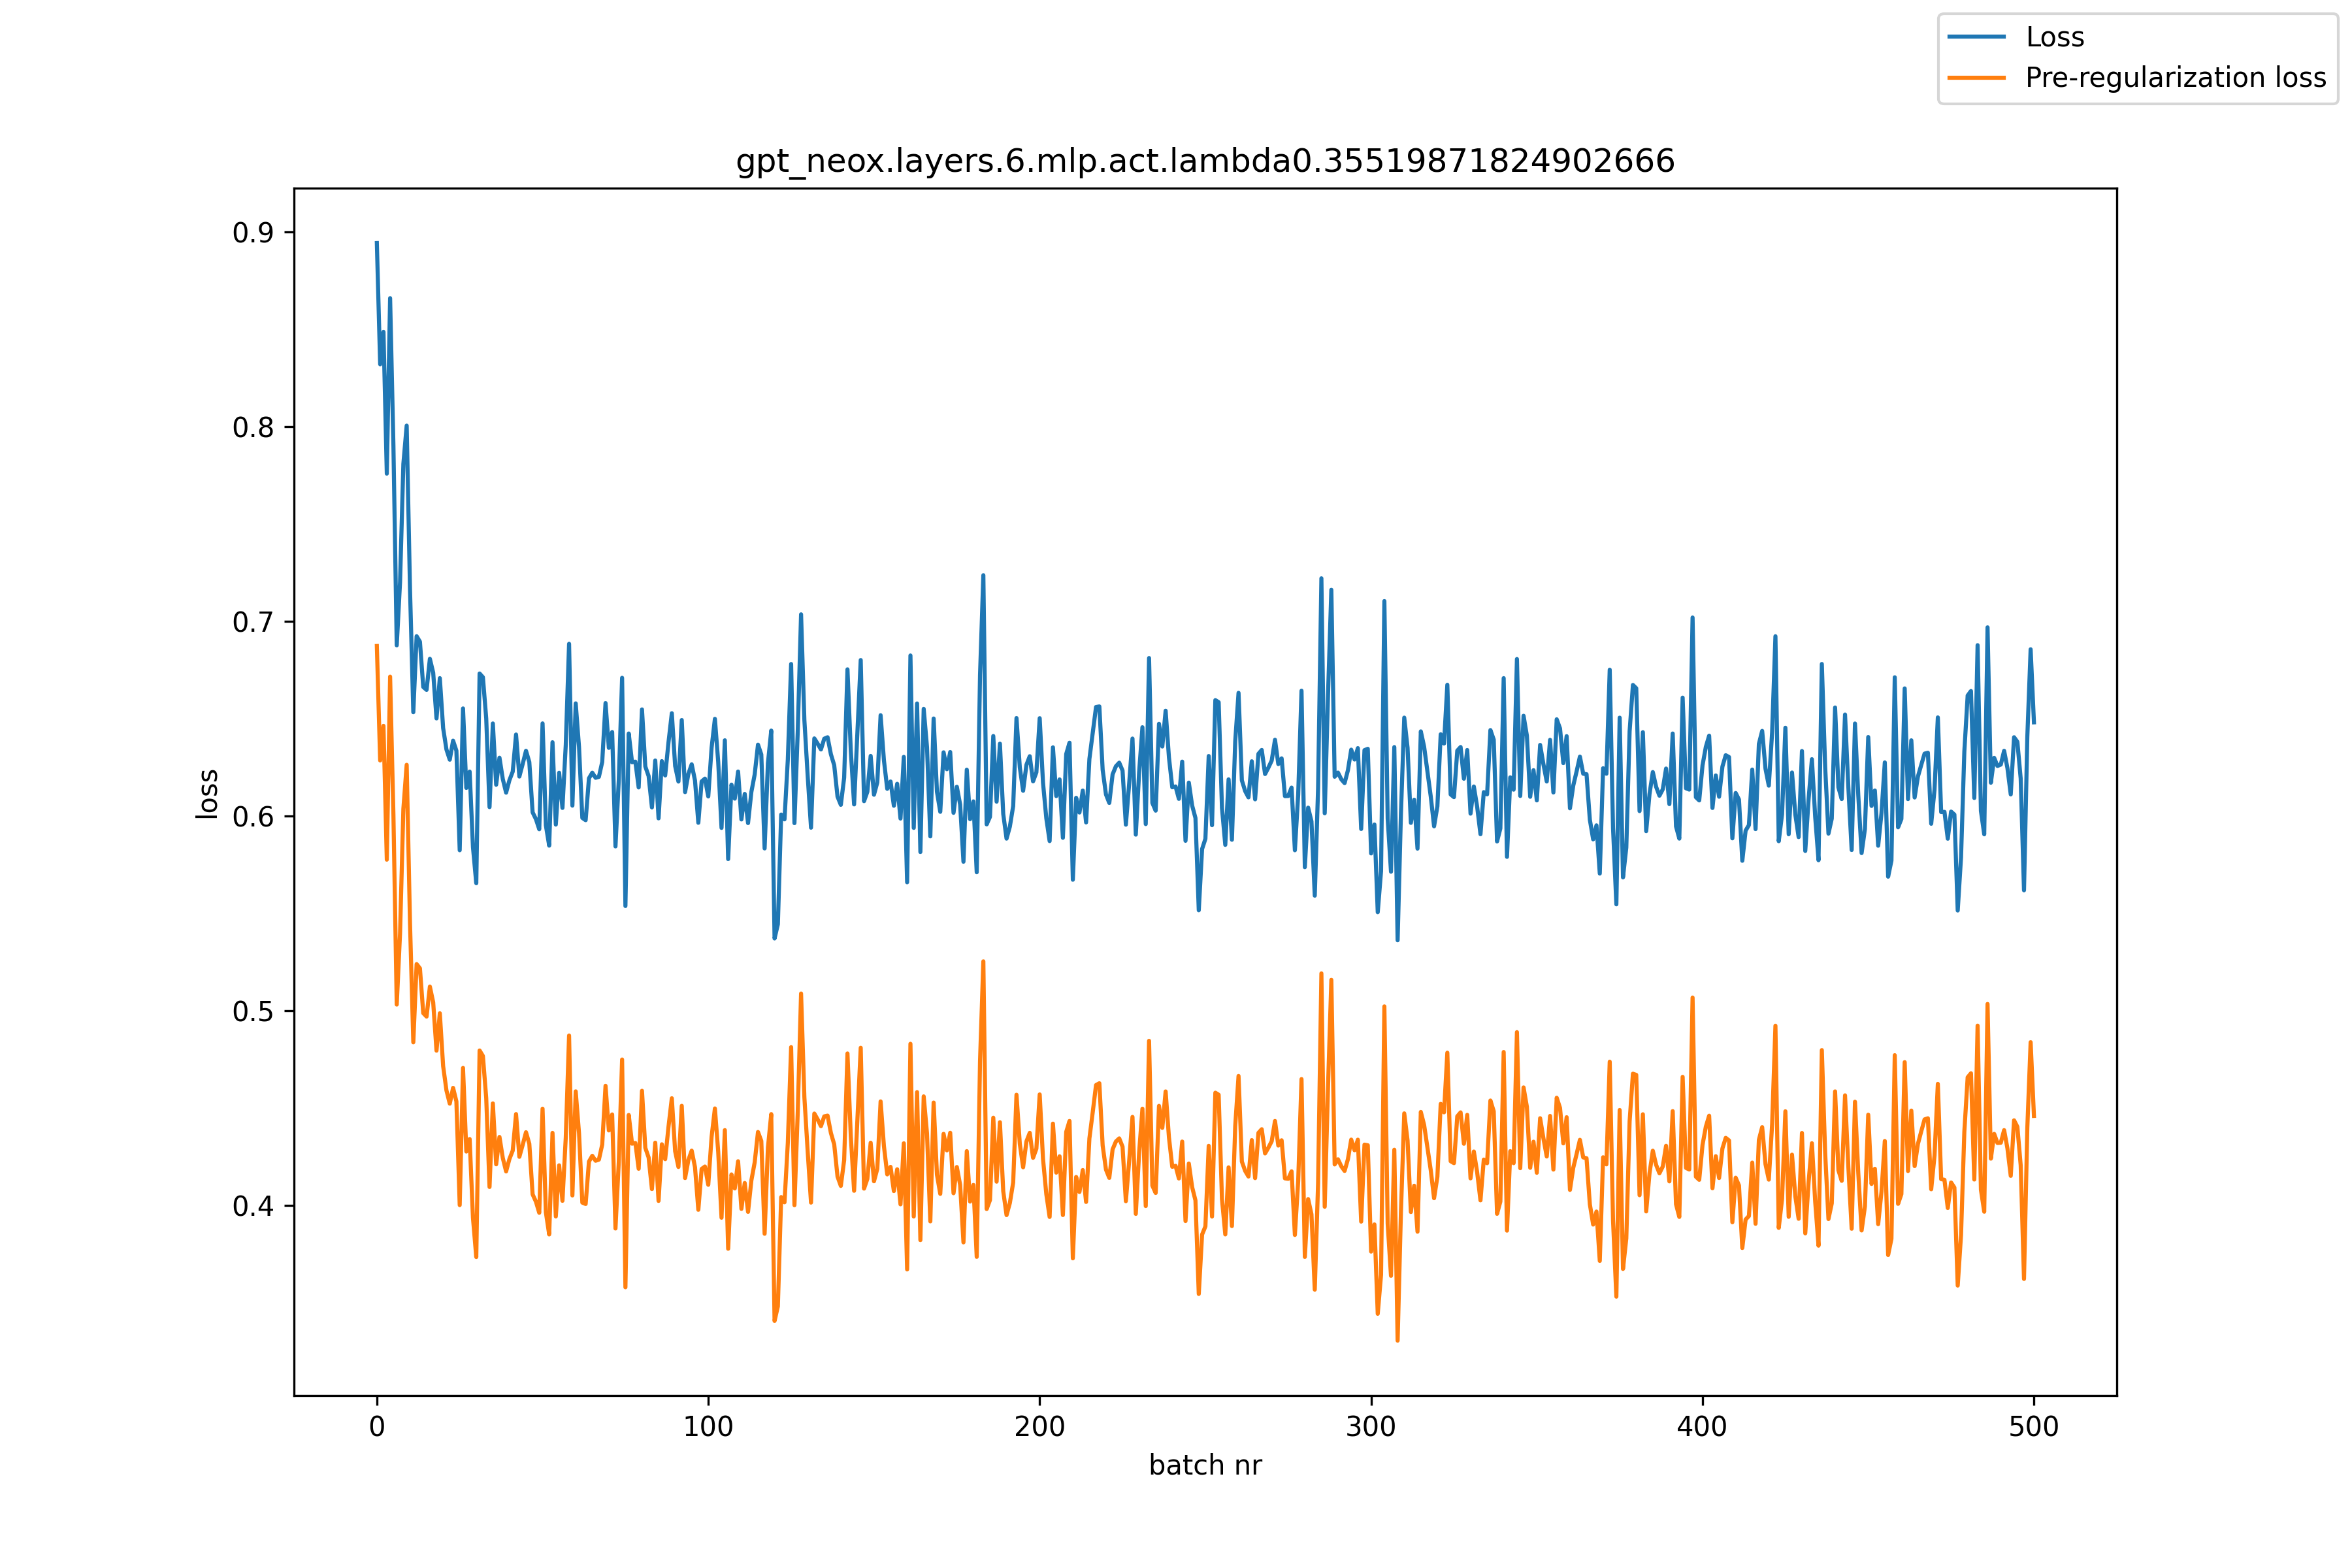 Loss
Pre-regularization loss
gpt_neox.layers.6.mlp.act.lambda0.35519871824902666
0.9
0.8
0.7
0.6
0.5
0.4
loss
0 100 200 300 400 500
batch nr